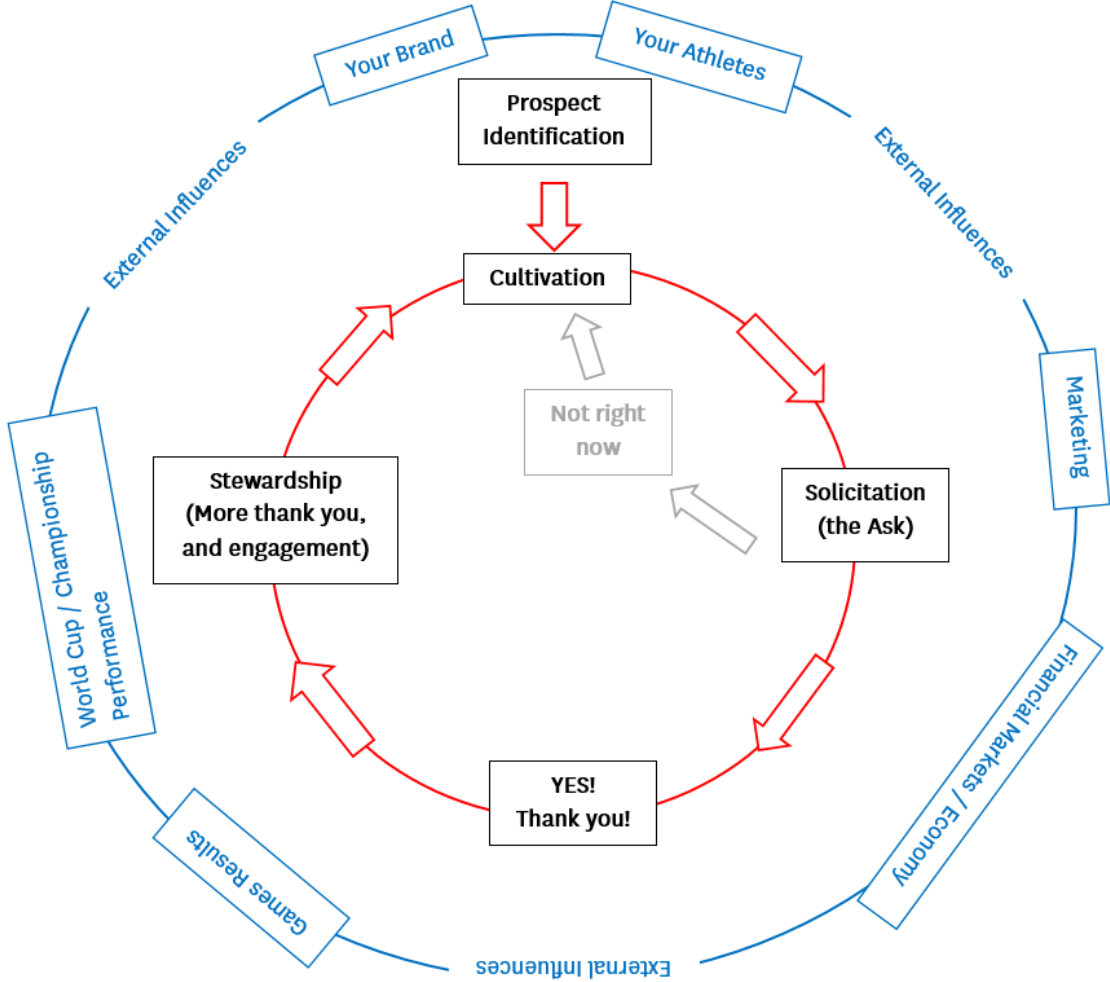 Your Brand
Your Athletes
Prospect
Identification
External Influences
External Influences
Cultivation
Marketing
Not right
now
Stewardship
(More thank you,
and engagement)
Solicitation
(the Ask)
World Cup / Championship
Performance
Financial Markets / Economy
YES!
Thank you!
Games Results
External Influences